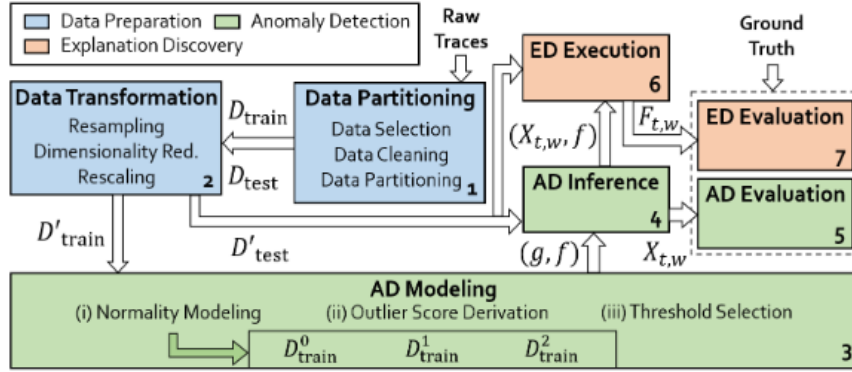 Data Preparation Anomaly Detection
Explanation Discovery
Raw
Traces
Ground
Truth
Data Transformation
Resampling
Dimensionality Red.
Rescaling
2
D_train
D_test
Data Partitioning
Data Selection
Data Cleaning
Data Partitioning
1
ED Execution
6
(X_{t,w}, f)
F_{t,w}
ED Evaluation
7
AD Inference
4
AD Evaluation
5
D'_train
D'_test
(g, f)
X_{t,w}
AD Modeling
(i) Normality Modeling (ii) Outlier Score Derivation (iii) Threshold Selection
D^0_train D^1_train D^2_train
3